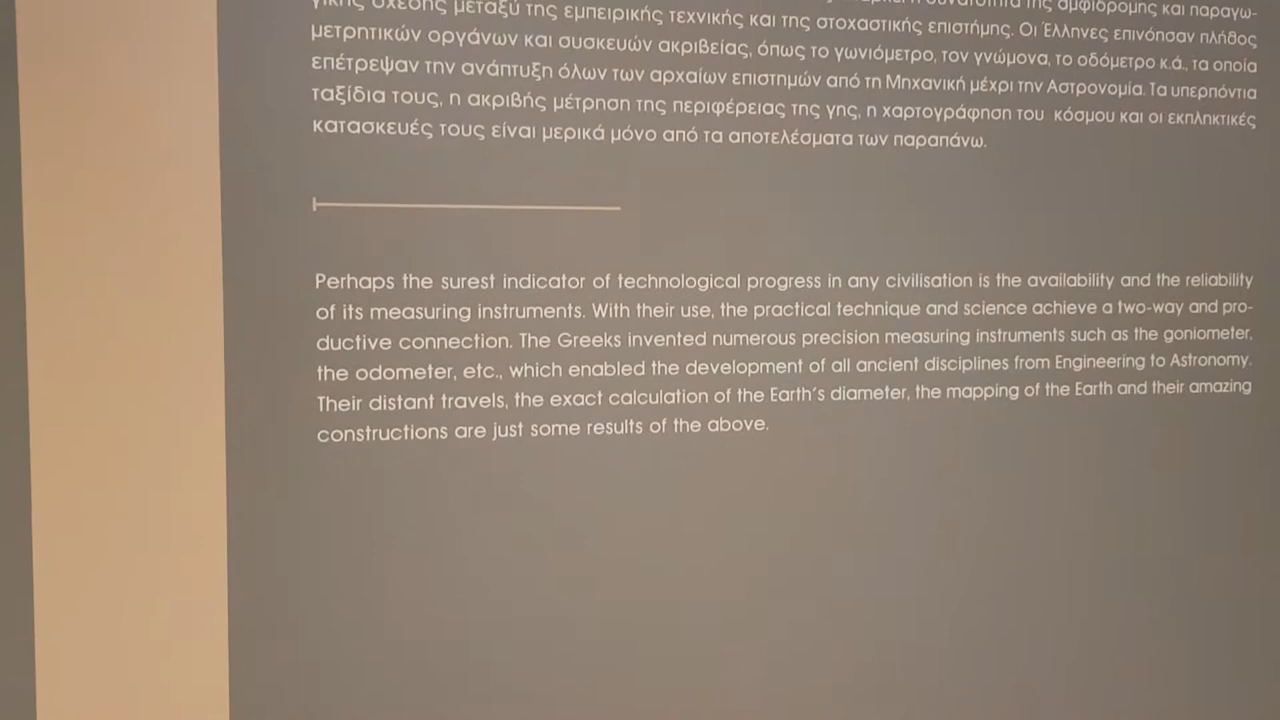 γικής σχέσης μεταξύ της εμπειρικής τεχνικής και της στοχαστικής επιστήμης. Οι Έλληνες επινόησαν πλήθος
μετρητικών οργάνων και συσκευών ακριβείας, όπως το γωνιόμετρο, τον γνώμονα, το οδόμετρο κ.ά., τα οποία
επέτρεψαν την ανάπτυξη όλων των αρχαίων επιστημών από τη Μηχανική μέχρι την Αστρονομία. Τα υπερπόντια
ταξίδια τους, η ακριβής μέτρηση της περιφέρειας της γης, η χαρτογράφηση του κόσμου και οι εκπληκτικές
κατασκευές τους είναι μερικά μόνο από τα αποτελέσματα των παραπάνω.
Perhaps the surest indicator of technological progress in any civilisation is the availability and the reliability
of its measuring instruments. With their use, the practical technique and science achieve a two-way and pro-
ductive connection. The Greeks invented numerous precision measuring instruments such as the goniometer,
the odometer, etc., which enabled the development of all ancient disciplines from Engineering to Astronomy.
Their distant travels, the exact calculation of the Earth's diameter, the mapping of the Earth and their amazing
constructions are just some results of the above.